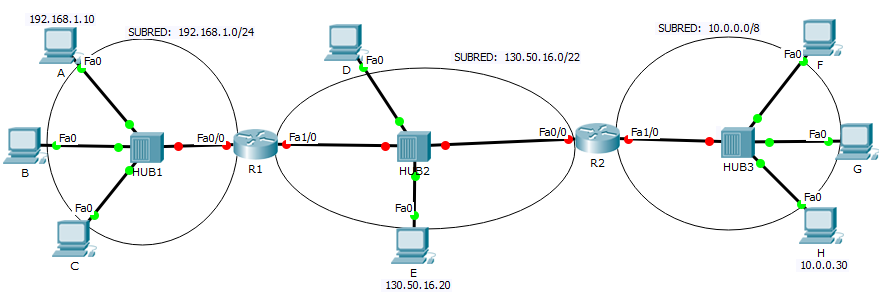 192.168.1.10
SUBRED: 192.168.1.0/24
Fa0
A
Fa0
B
HUB1
Fa0/0
R1
Fa0
C
SUBRED: 130.50.16.0/22
Fa0
D
Fa1/0
HUB2
Fa0/0
R2
Fa0
E
130.50.16.20
SUBRED: 10.0.0.0/8
Fa0
F
Fa1/0
HUB3
Fa0
G
Fa0
H
10.0.0.30